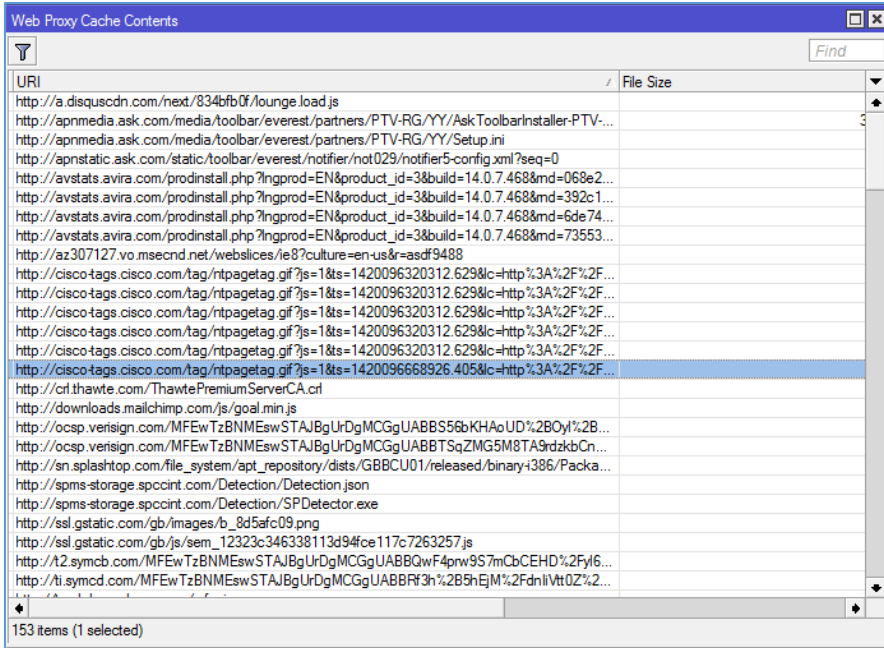 Web Proxy Cache Contents
Find
URI File Size
http://a.disquscdn.com/next/834bfb0f/lounge.load.js
http://apnmedia.ask.com/media/toolbar/everest/partners/PTV-RG/YY/AskToolbarInstaller-PTV-... 3
http://apnmedia.ask.com/media/toolbar/everest/partners/PTV-RG/YY/Setup.ini
http://apnstatic.ask.com/static/toolbar/everest/notifier/not029/notifier5-config.xml?seq=0
http://avstats.avira.com/prodinstall.php?lngprod=EN&product_id=3&build=14.0.7.468&md=068e2...
http://avstats.avira.com/prodinstall.php?lngprod=EN&product_id=3&build=14.0.7.468&md=392c1...
http://avstats.avira.com/prodinstall.php?lngprod=EN&product_id=3&build=14.0.7.468&md=6de74...
http://avstats.avira.com/prodinstall.php?lngprod=EN&product_id=3&build=14.0.7.468&md=73553...
http://az307127.vo.msecnd.net/webslices/ie8?culture=en-us&r=asdf9488
http://cisco-tags.cisco.com/tag/ntpagetag.gif?js=1&ts=1420096320312.629&lc=http%3A%2F%2F...
http://cisco-tags.cisco.com/tag/ntpagetag.gif?js=1&ts=1420096320312.629&lc=http%3A%2F%2F...
http://cisco-tags.cisco.com/tag/ntpagetag.gif?js=1&ts=1420096320312.629&lc=http%3A%2F%2F...
http://cisco-tags.cisco.com/tag/ntpagetag.gif?js=1&ts=1420096320312.629&lc=http%3A%2F%2F...
http://cisco-tags.cisco.com/tag/ntpagetag.gif?js=1&ts=1420096320312.629&lc=http%3A%2F%2F...
http://cisco-tags.cisco.com/tag/ntpagetag.gif?js=1&ts=1420096668926.405&lc=http%3A%2F%2F...
http://crl.thawte.com/ThawtePremiumServerCA.crl
http://downloads.mailchimp.com/js/goal.min.js
http://ocsp.verisign.com/MFEwTzBNMEswSTAJBgUrDgMCGgUABBS56bKHAoUD%2BOyl%2B...
http://ocsp.verisign.com/MFEwTzBNMEswSTAJBgUrDgMCGgUABBTSqZMG5M8TA9rdzkbCn...
http://sn.splashtop.com/file_system/apt_repository/dists/GBBCU01/released/binary-i386/Packa...
http://spms-storage.spccint.com/Detection/Detection.json
http://spms-storage.spccint.com/Detection/SPDetector.exe
http://ssl.gstatic.com/gb/images/b_8d5afc09.png
http://ssl.gstatic.com/gb/js/sem_12323c346338113d94fce117c7263257.js
http://t2.symcb.com/MFEwTzBNMEswSTAJBgUrDgMCGgUABBQwF4prw9S7mCbCEHD%2Fyl6...
http://ti.symcd.com/MFEwTzBNMEswSTAJBgUrDgMCGgUABBRf3h%2B5hEjM%2FdnliVtt0Z%2...
153 items (1 selected)